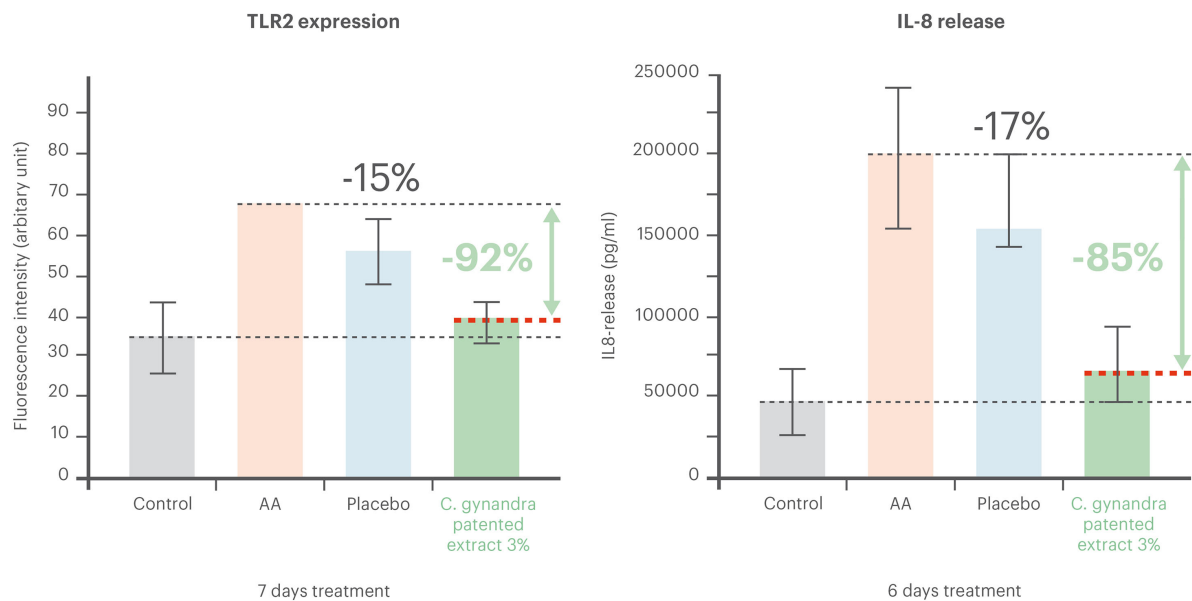 TLR2 expression
Fluorescence intensity (arbitary unit)
90
80
70
60
50
40
30
20
10
0
-15%
-92%
Control
AA
Placebo
C. gynandra
patented
extract 3%
7 days treatment
IL-8 release
IL8-release (pg/ml)
250000
200000
150000
100000
50000
0
-17%
-85%
Control
AA
Placebo
C. gynandra
patented
extract 3%
6 days treatment